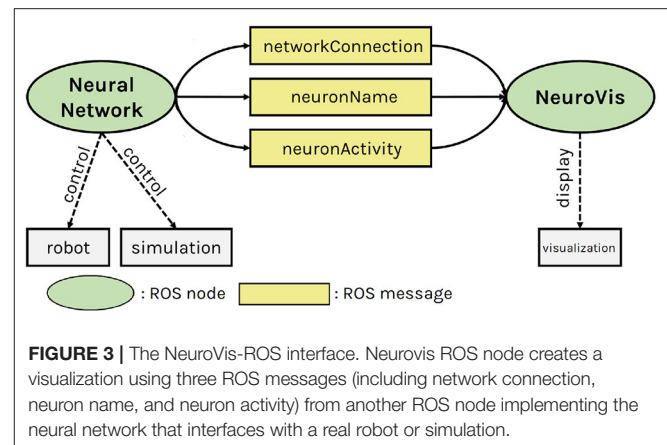 networkConnection
Neural
Network
neuronName
NeuroVis
neuronActivity
control
control
display
robot
simulation
visualization
: ROS node
: ROS message
FIGURE 3 | The NeuroVis-ROS interface. Neurovis ROS node creates a
visualization using three ROS messages (including network connection,
neuron name, and neuron activity) from another ROS node implementing the
neural network that interfaces with a real robot or simulation.